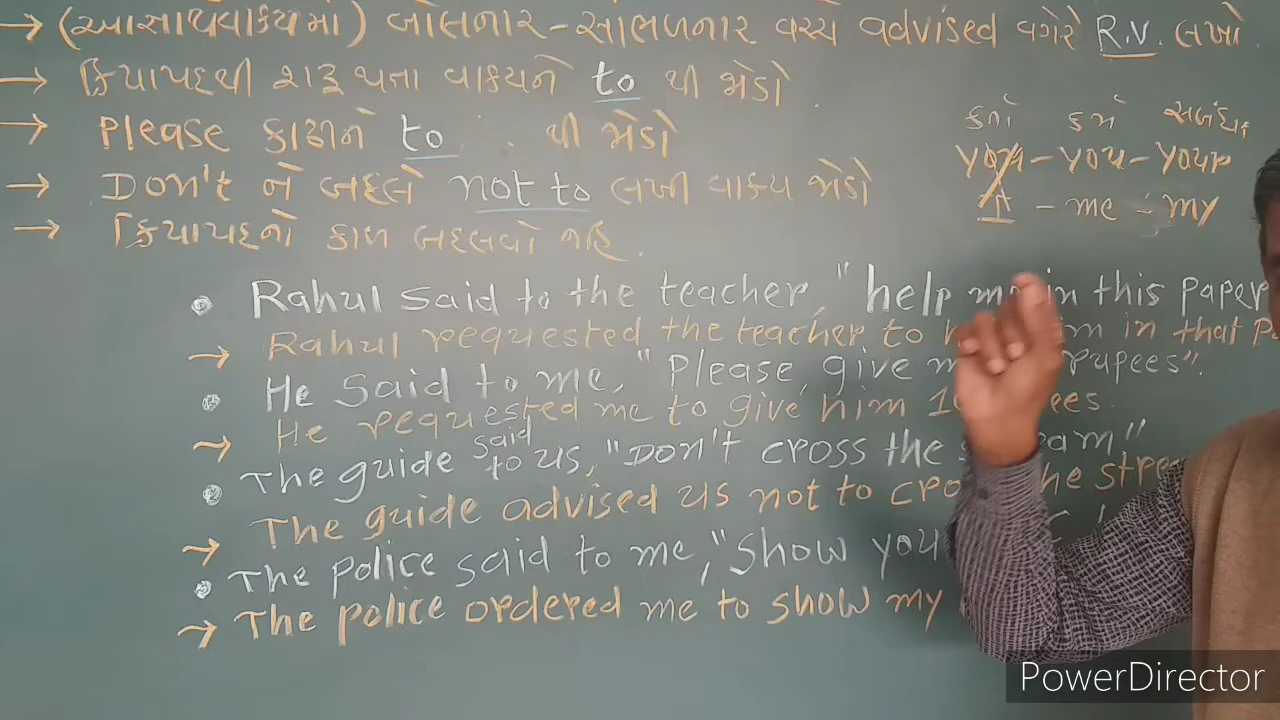 → (આજ્ઞાર્થવાક્યમાં) બોલનાર-સાંભળનાર વચ્ચે advised વગેરે R.V. લખો
→ ક્રિયાપદથી શરૂ થતા વાક્યને to થી જોડો
→ Please કાઢીને to થી જોડો
→ Don't ને બદલે not to લખી વાક્ય જોડો
→ ક્રિયાપદનો કાળ બદલવો નહિ.
કર્તા કર્મ સબંધક
you - you - your
I - me - my
Rahul said to the teacher, "help me in this paper
→ Rahul requested the teacher to him in that
He said to me, "Please, give rupees".
→ He requested me to give him
The guide said to us, "Don't cross the
→ The guide advised us not to the
The police said to me, "Show
→ The police ordered me to show my
PowerDirector